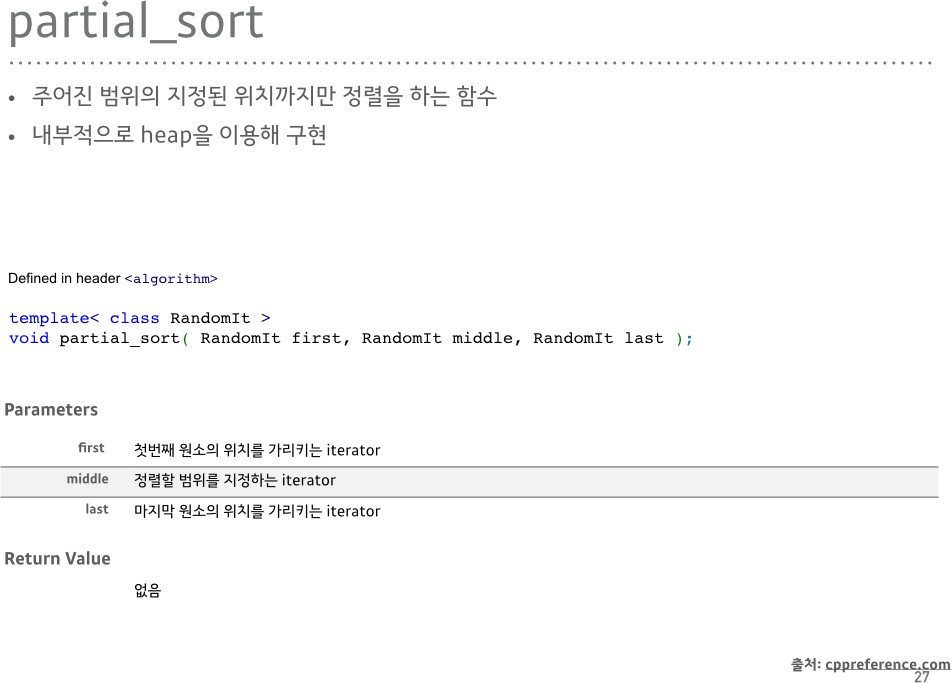 partial_sort
• 주어진 범위의 지정된 위치까지만 정렬을 하는 함수
• 내부적으로 heap을 이용해 구현
Defined in header <algorithm>
template< class RandomIt >
void partial_sort( RandomIt first, RandomIt middle, RandomIt last );
Parameters
first 첫번째 원소의 위치를 가리키는 iterator
middle 정렬할 범위를 지정하는 iterator
last 마지막 원소의 위치를 가리키는 iterator
Return Value
없음
출처: cppreference.com
27